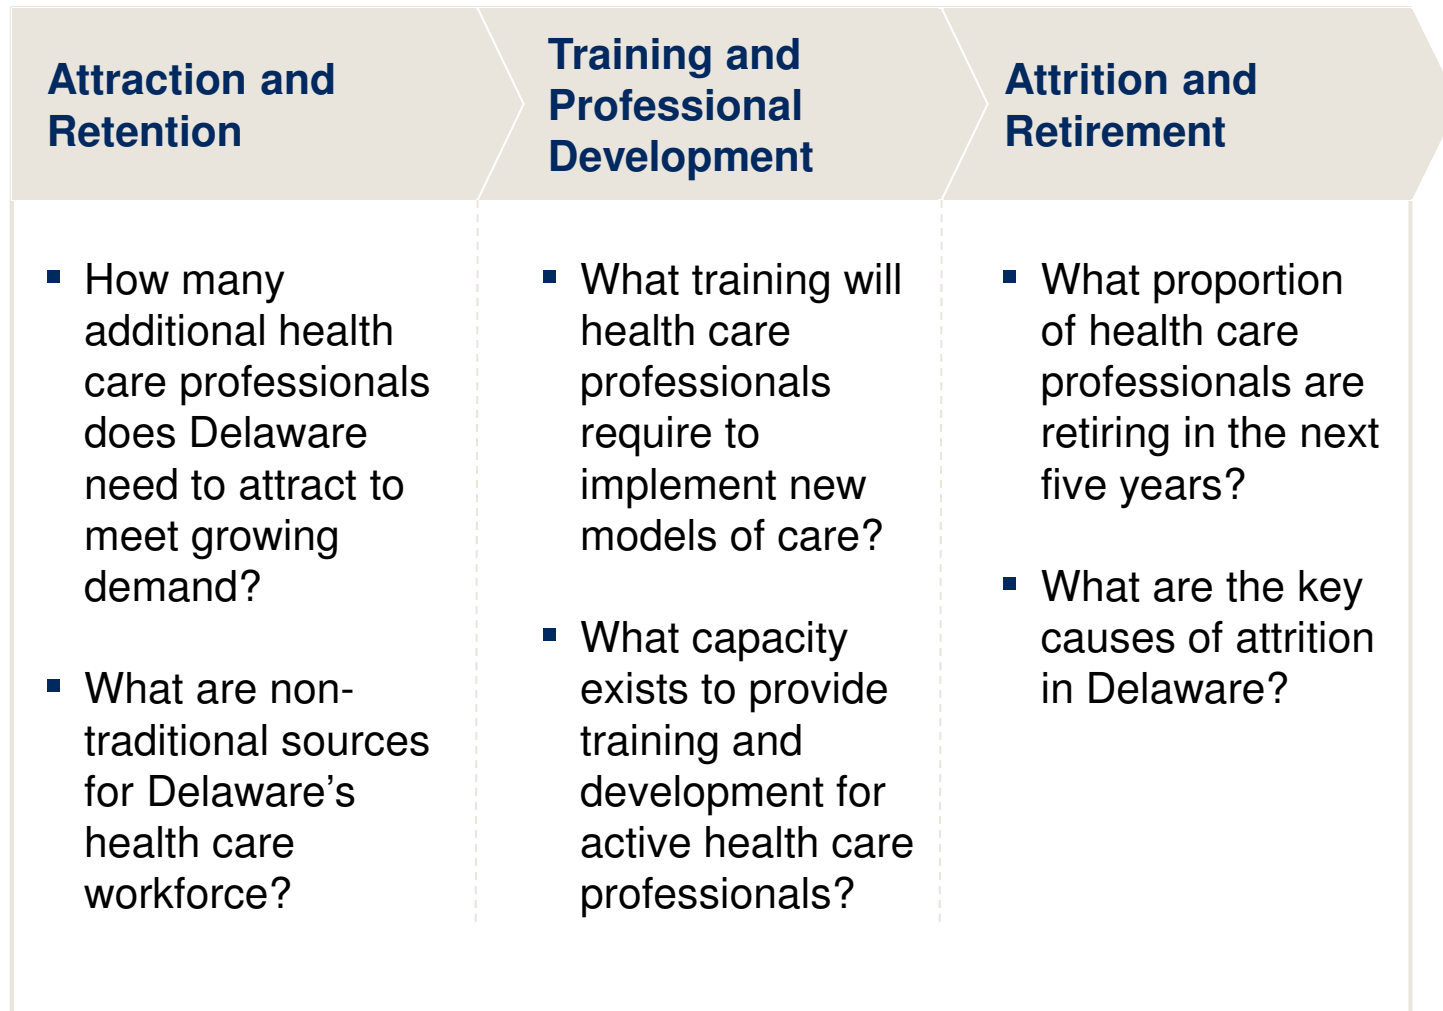 Attraction and
Retention
Training and
Professional
Development
Attrition and
Retirement
▪ How many
additional health
care professionals
does Delaware
need to attract to
meet growing
demand?
▪ What are non-
traditional sources
for Delaware’s
health care
workforce?
▪ What training will
health care
professionals
require to
implement new
models of care?
▪ What capacity
exists to provide
training and
development for
active health care
professionals?
▪ What proportion
of health care
professionals are
retiring in the next
five years?
▪ What are the key
causes of attrition
in Delaware?